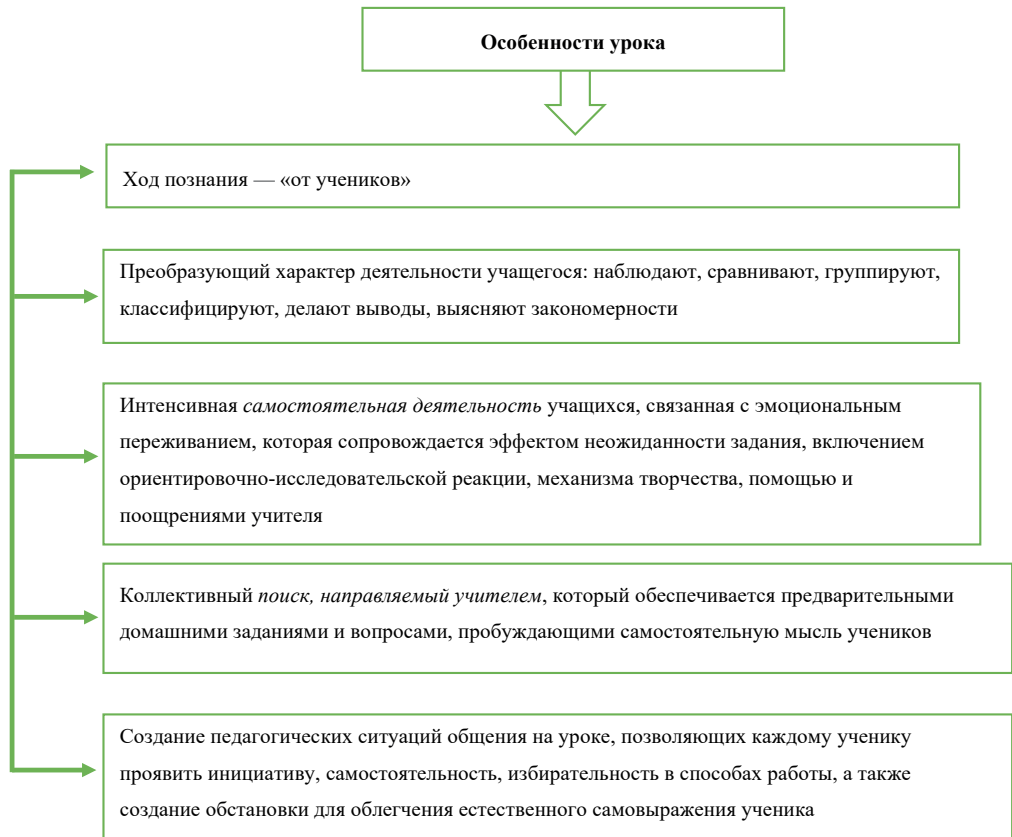 Особенности урока
Ход познания — «от учеников»
Преобразующий характер деятельности учащегося: наблюдают, сравнивают, группируют,
классифицируют, делают выводы, выясняют закономерности
Интенсивная самостоятельная деятельность учащихся, связанная с эмоциональным
переживанием, которая сопровождается эффектом неожиданности задания, включением
ориентировочно-исследовательской реакции, механизма творчества, помощью и
поощрениями учителя
Коллективный поиск, направляемый учителем, который обеспечивается предварительными
домашними заданиями и вопросами, пробуждающими самостоятельную мысль учеников
Создание педагогических ситуаций общения на уроке, позволяющих каждому ученику
проявить инициативу, самостоятельность, избирательность в способах работы, а также
создание обстановки для облегчения естественного самовыражения ученика